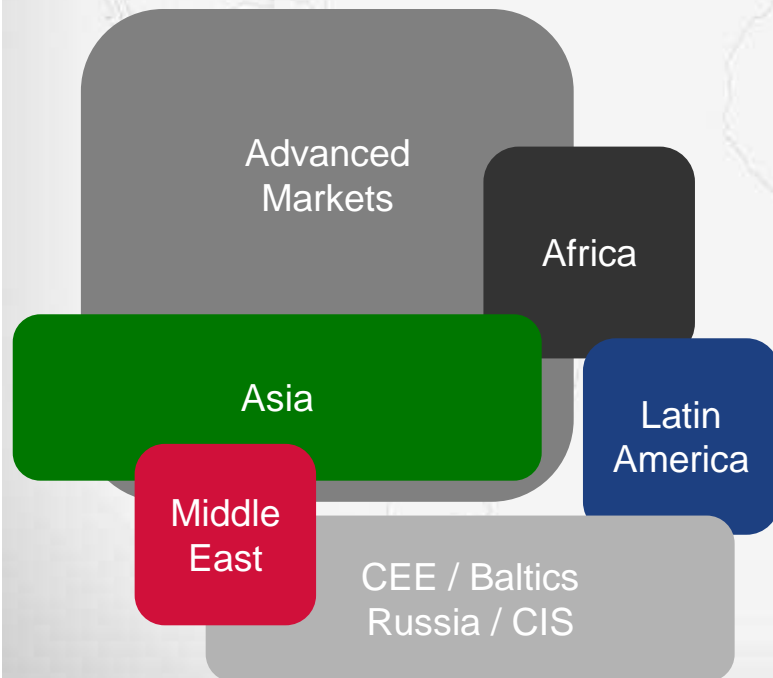 Advanced
Markets
Africa
Asia
Latin
America
Middle
East
CEE / Baltics
Russia / CIS